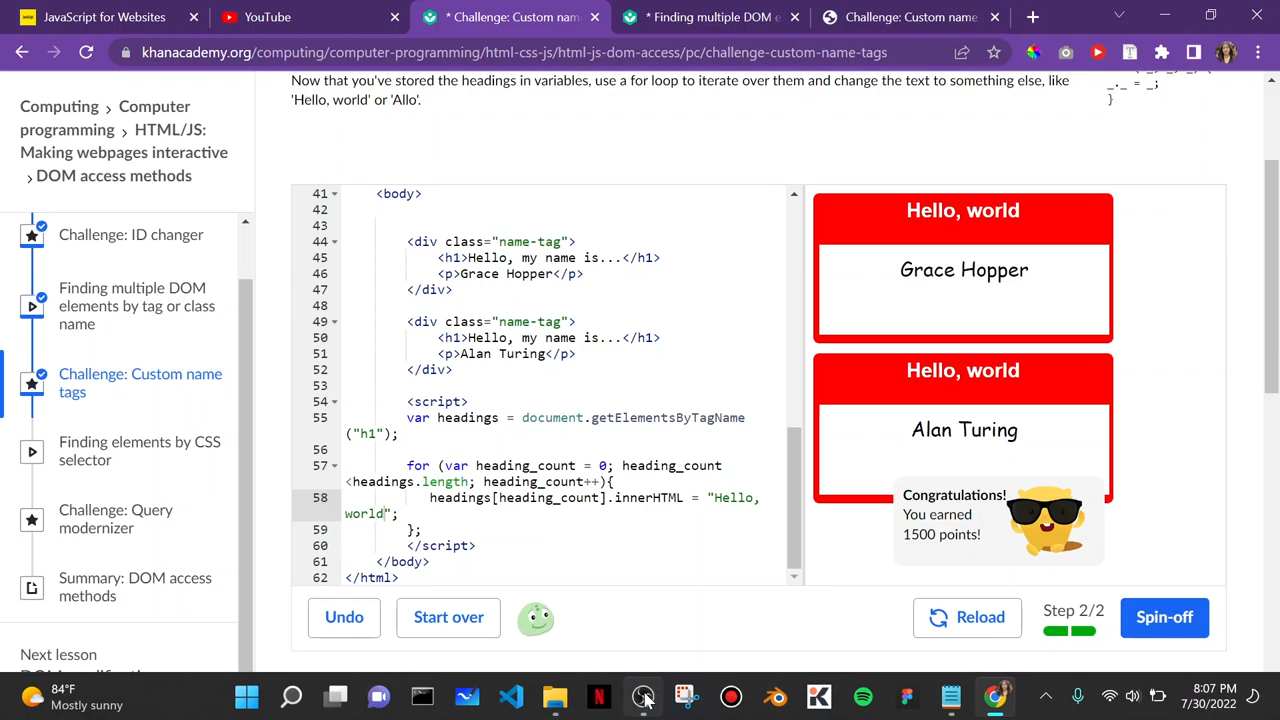 JavaScript for Websites
YouTube
* Challenge: Custom nam
* Finding multiple DOM e
Challenge: Custom name
khanacademy.org/computing/computer-programming/html-css-js/html-js-dom-access/pc/challenge-custom-name-tags
Computing > Computer
programming > HTML/JS:
Making webpages interactive
> DOM access methods
Challenge: ID changer
Finding multiple DOM
elements by tag or class
name
Challenge: Custom name
tags
Finding elements by CSS
selector
Challenge: Query
modernizer
Summary: DOM access
methods
Next lesson
Now that you've stored the headings in variables, use a for loop to iterate over them and change the text to something else, like
'Hello, world' or 'Allo'.
_._ = _;
}
41 <body>
42
43
44 <div class="name-tag">
45 <h1>Hello, my name is...</h1>
46 <p>Grace Hopper</p>
47 </div>
48
49 <div class="name-tag">
50 <h1>Hello, my name is...</h1>
51 <p>Alan Turing</p>
52 </div>
53
54 <script>
55 var headings = document.getElementsByTagName
("h1");
56
57 for (var heading_count = 0; heading_count
<headings.length; heading_count++){
58 headings[heading_count].innerHTML = "Hello,
world";
59 };
60 </script>
61 </body>
62 </html>
Hello, world
Grace Hopper
Hello, world
Alan Turing
Congratulations!
You earned
1500 points!
Undo
Start over
Reload
Step 2/2
Spin-off
84°F
Mostly sunny
8:07 PM
7/30/2022